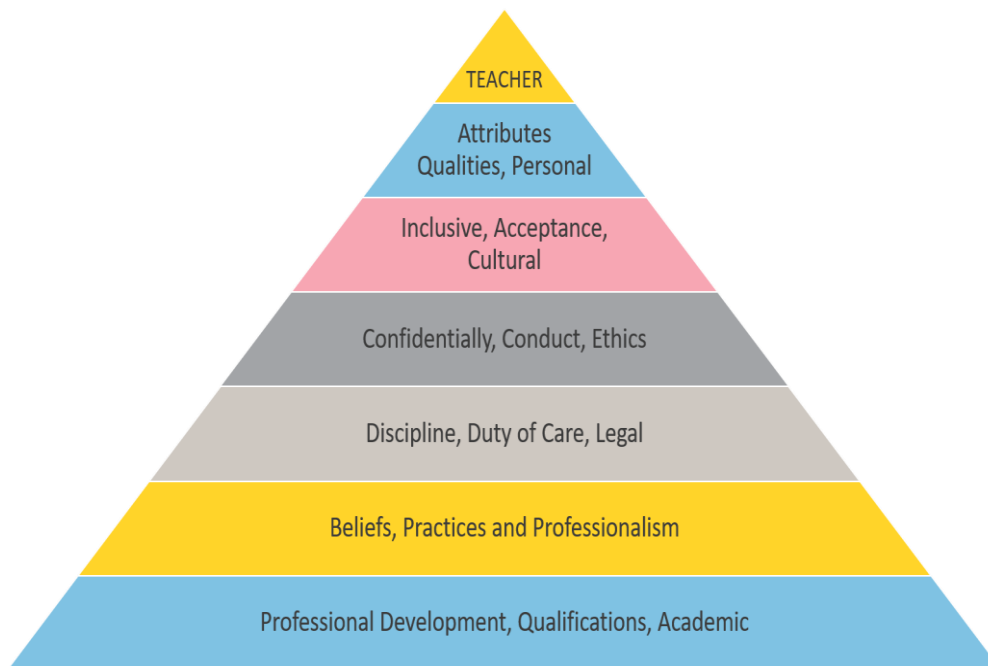 TEACHER
Attributes
Qualities, Personal
Inclusive, Acceptance,
Cultural
Confidentially, Conduct, Ethics
Discipline, Duty of Care, Legal
Beliefs, Practices and Professionalism
Professional Development, Qualifications, Academic